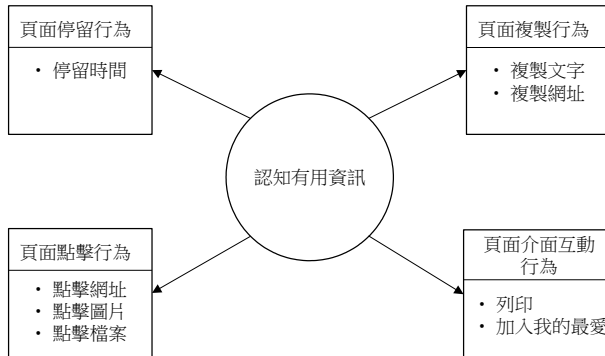 頁面停留行為
• 停留時間
頁面複製行為
• 複製文字
• 複製網址
認知有用資訊
頁面點擊行為
• 點擊網址
• 點擊圖片
• 點擊檔案
頁面介面互動
行為
• 列印
• 加入我的最愛